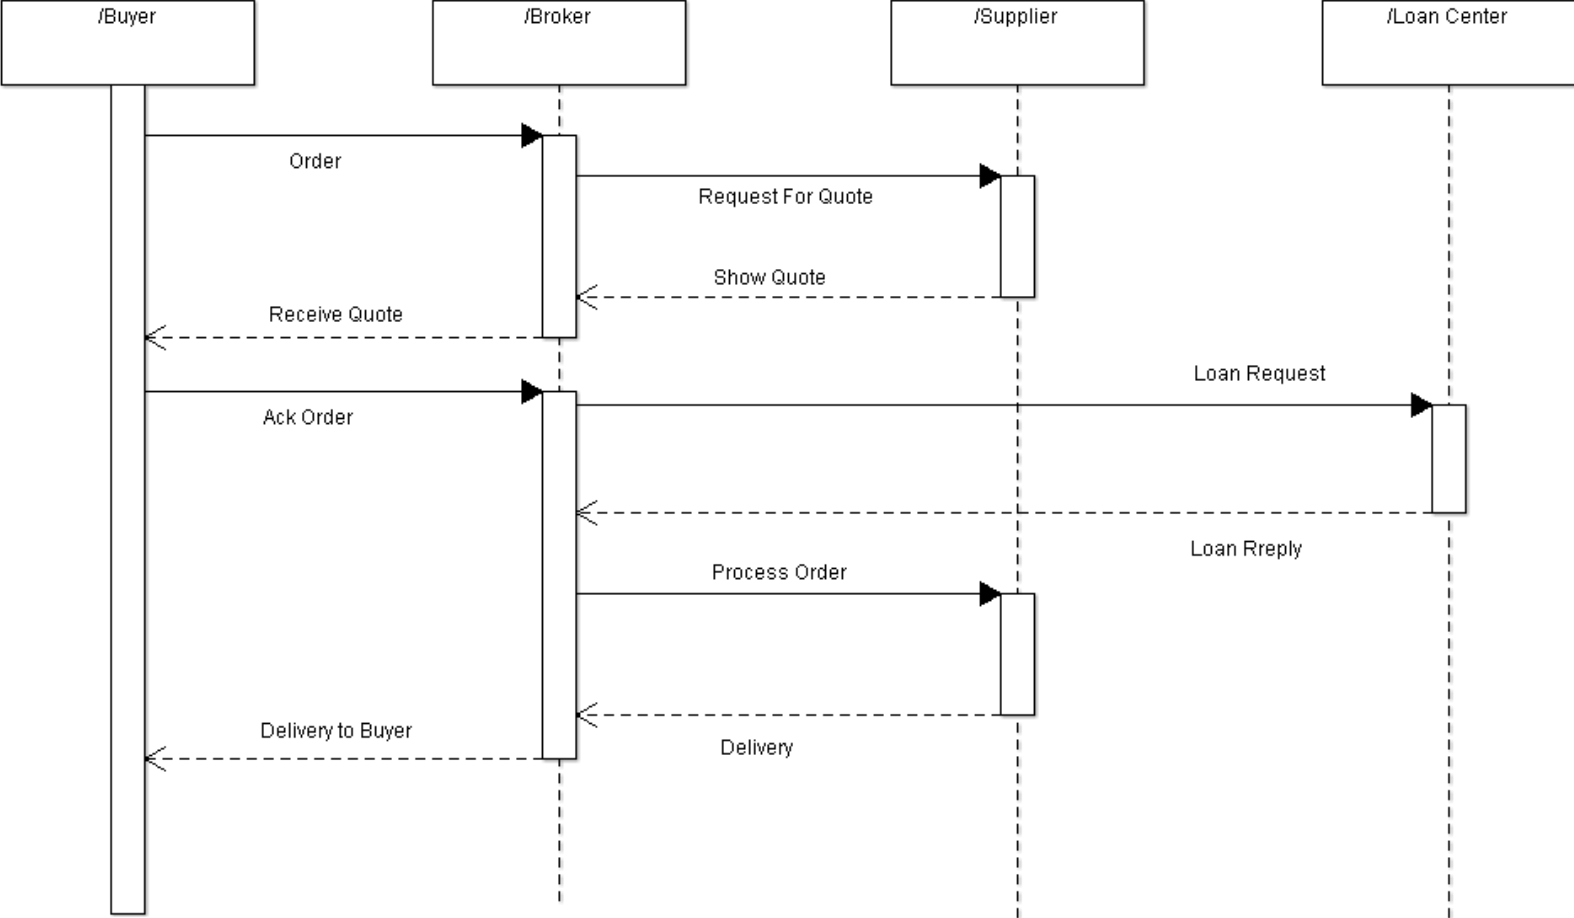 /Buyer
/Broker
/Supplier
/Loan Center
Order
Request For Quote
Show Quote
Receive Quote
Loan Request
Ack Order
Loan Rreply
Process Order
Delivery to Buyer
Delivery